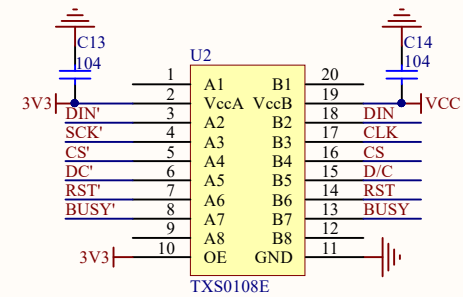 C13
104
C14
104
U2
1 A1 B1 20
3V3 2 VccA VccB 19 VCC
DIN' 3 A2 B2 18 DIN
SCK' 4 A3 B3 17 CLK
CS' 5 A4 B4 16 CS
DC' 6 A5 B5 15 D/C
RST' 7 A6 B6 14 RST
BUSY' 8 A7 B7 13 BUSY
9 A8 B8 12
3V3 10 OE GND 11
TXS0108E